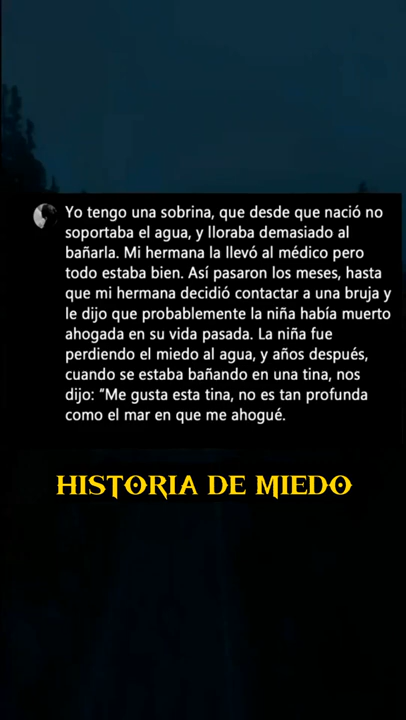 Yo tengo una sobrina, que desde que nació no
soportaba el agua, y lloraba demasiado al
bañarla. Mi hermana la llevó al médico pero
todo estaba bien. Así pasaron los meses, hasta
que mi hermana decidió contactar a una bruja y
le dijo que probablemente la niña había muerto
ahogada en su vida pasada. La niña fue
perdiendo el miedo al agua, y años después,
cuando se estaba bañando en una tina, nos
dijo: “Me gusta esta tina, no es tan profunda
como el mar en que me ahogué.
HISTORIA DE MIEDO